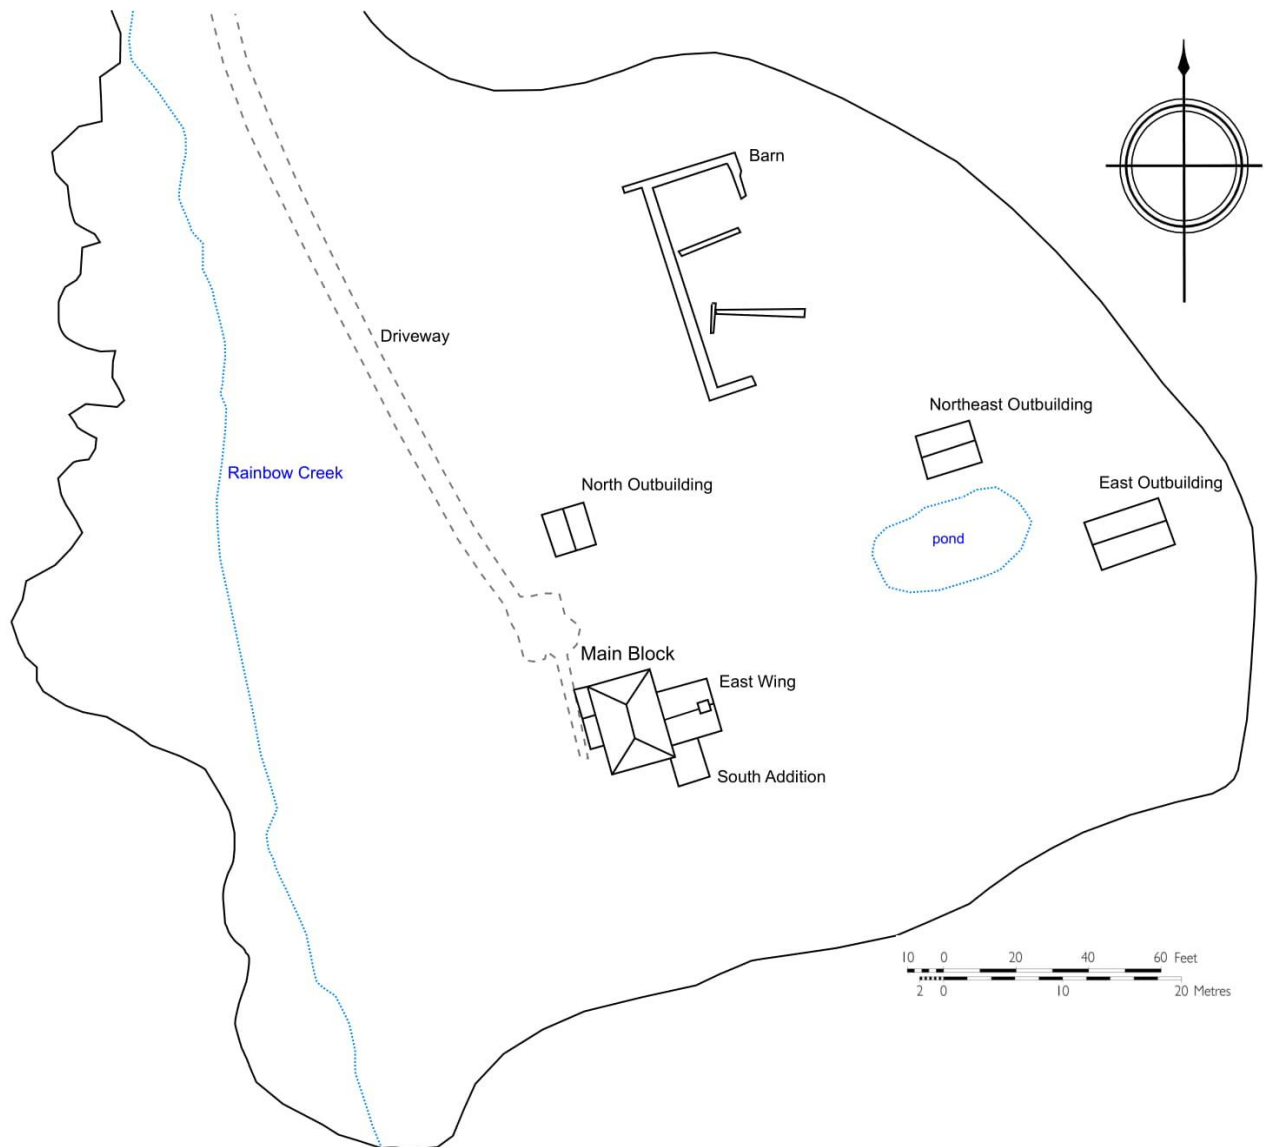 Barn
Driveway
Northeast Outbuilding
Rainbow Creek
North Outbuilding
East Outbuilding
pond
Main Block
East Wing
South Addition
10 0 20 40 60 Feet
2 0 10 20 Metres